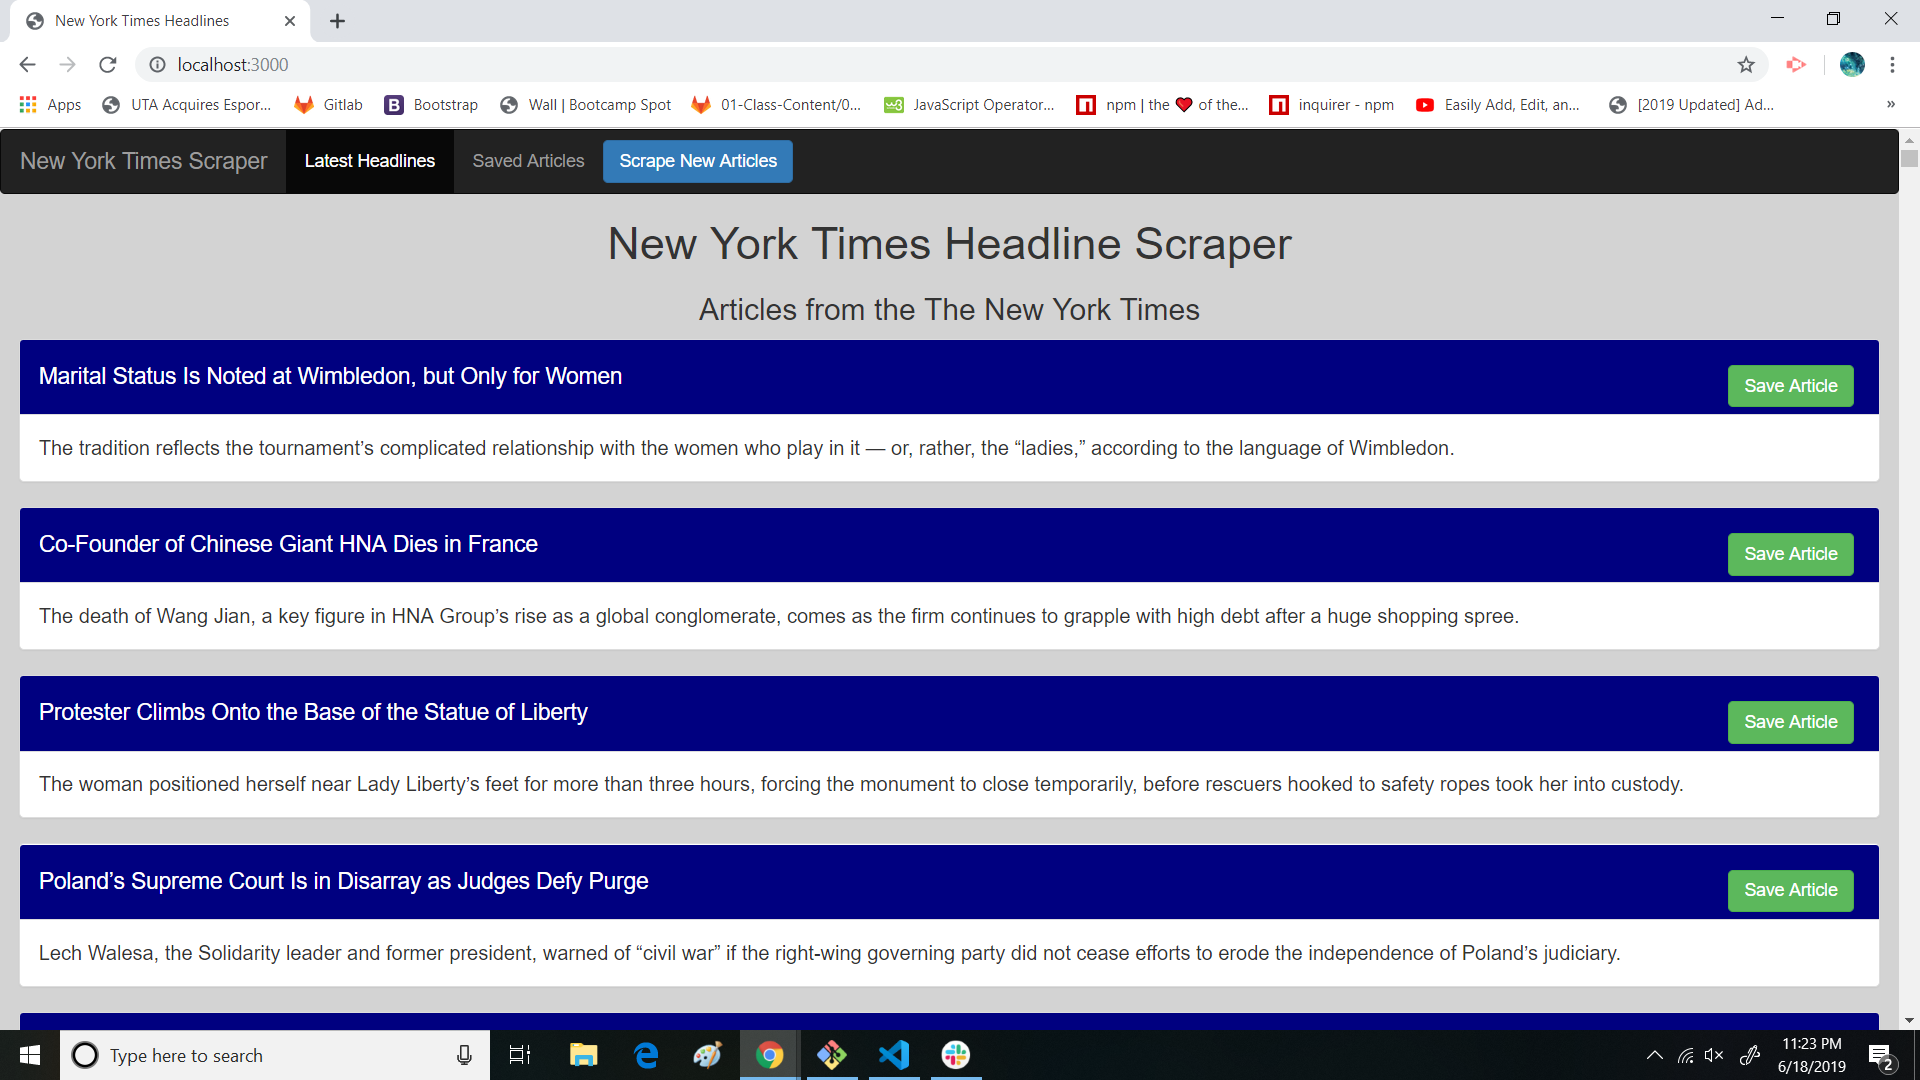 New York Times Headlines
localhost:3000
Apps
UTA Acquires Espor...
Gitlab
B
Bootstrap
Wall | Bootcamp Spot
01-Class-Content/0...
w3
JavaScript Operator...
npm | the ❤ of the...
inquirer - npm
Easily Add, Edit, an...
[2019 Updated] Ad...
»
New York Times Scraper
Latest Headlines
Saved Articles
Scrape New Articles
New York Times Headline Scraper
Articles from the The New York Times
Marital Status Is Noted at Wimbledon, but Only for Women
Save Article
The tradition reflects the tournament’s complicated relationship with the women who play in it — or, rather, the “ladies,” according to the language of Wimbledon.
Co-Founder of Chinese Giant HNA Dies in France
Save Article
The death of Wang Jian, a key figure in HNA Group’s rise as a global conglomerate, comes as the firm continues to grapple with high debt after a huge shopping spree.
Protester Climbs Onto the Base of the Statue of Liberty
Save Article
The woman positioned herself near Lady Liberty’s feet for more than three hours, forcing the monument to close temporarily, before rescuers hooked to safety ropes took her into custody.
Poland’s Supreme Court Is in Disarray as Judges Defy Purge
Save Article
Lech Walesa, the Solidarity leader and former president, warned of “civil war” if the right-wing governing party did not cease efforts to erode the independence of Poland’s judiciary.
Type here to search
11:23 PM
6/18/2019
2